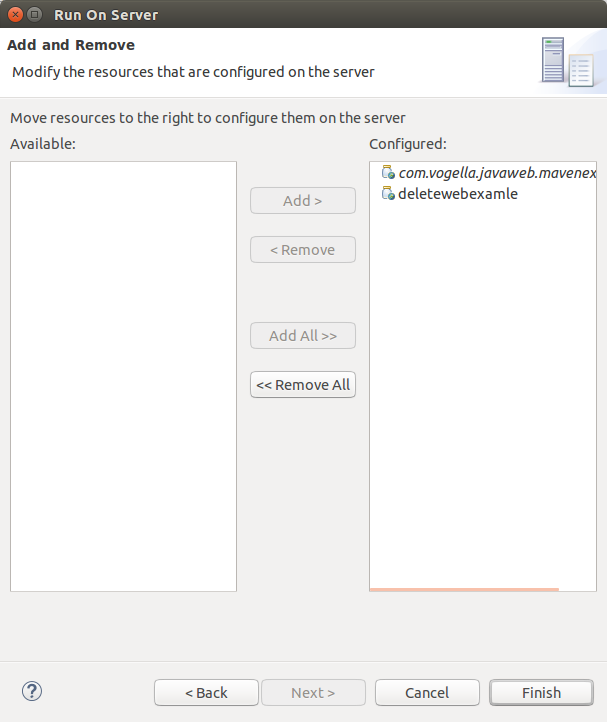 Run On Server
Add and Remove
Modify the resources that are configured on the server
Move resources to the right to configure them on the server
Available:
Configured:
com.vogella.javaweb.mavenex
deletewebexamle
Add >
< Remove
Add All >>
<< Remove All
?
< Back
Next >
Cancel
Finish